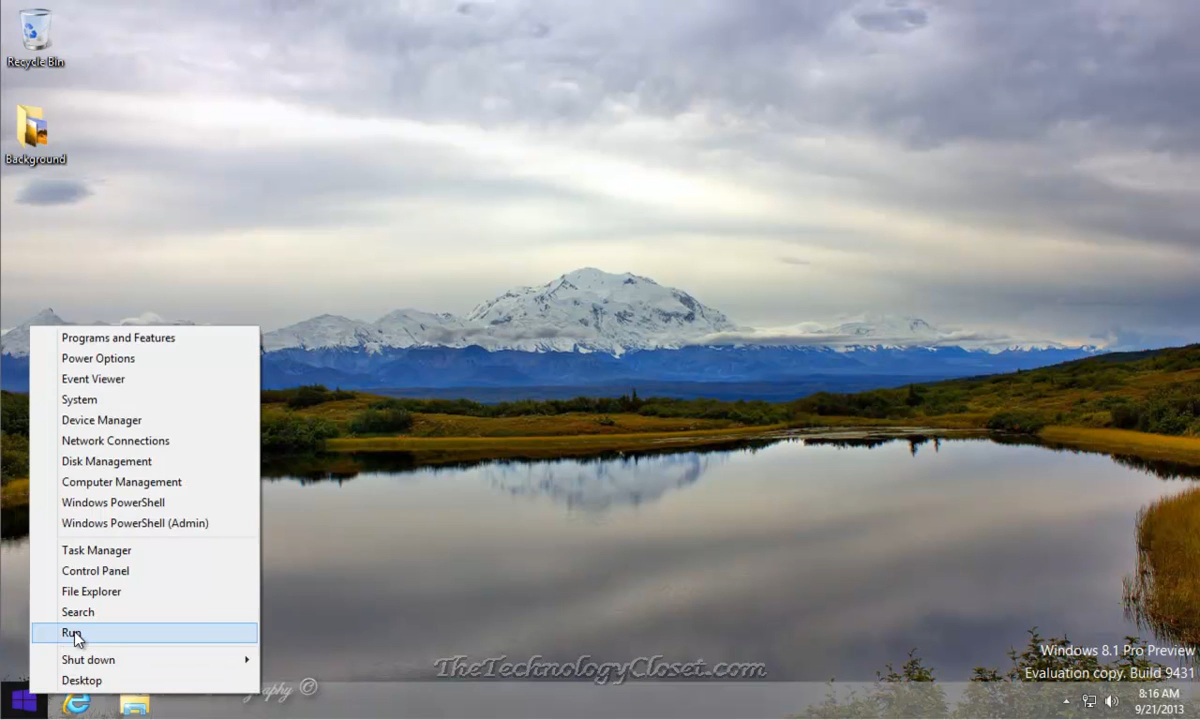 Recycle Bin
Background
Programs and Features
Power Options
Event Viewer
System
Device Manager
Network Connections
Disk Management
Computer Management
Windows PowerShell
Windows PowerShell (Admin)
Task Manager
Control Panel
File Explorer
Search
Run
Shut down
Desktop
TheTechnologyCloset.com
©
Windows 8.1 Pro Preview
Evaluation copy. Build 9431
8:16 AM
9/21/2013